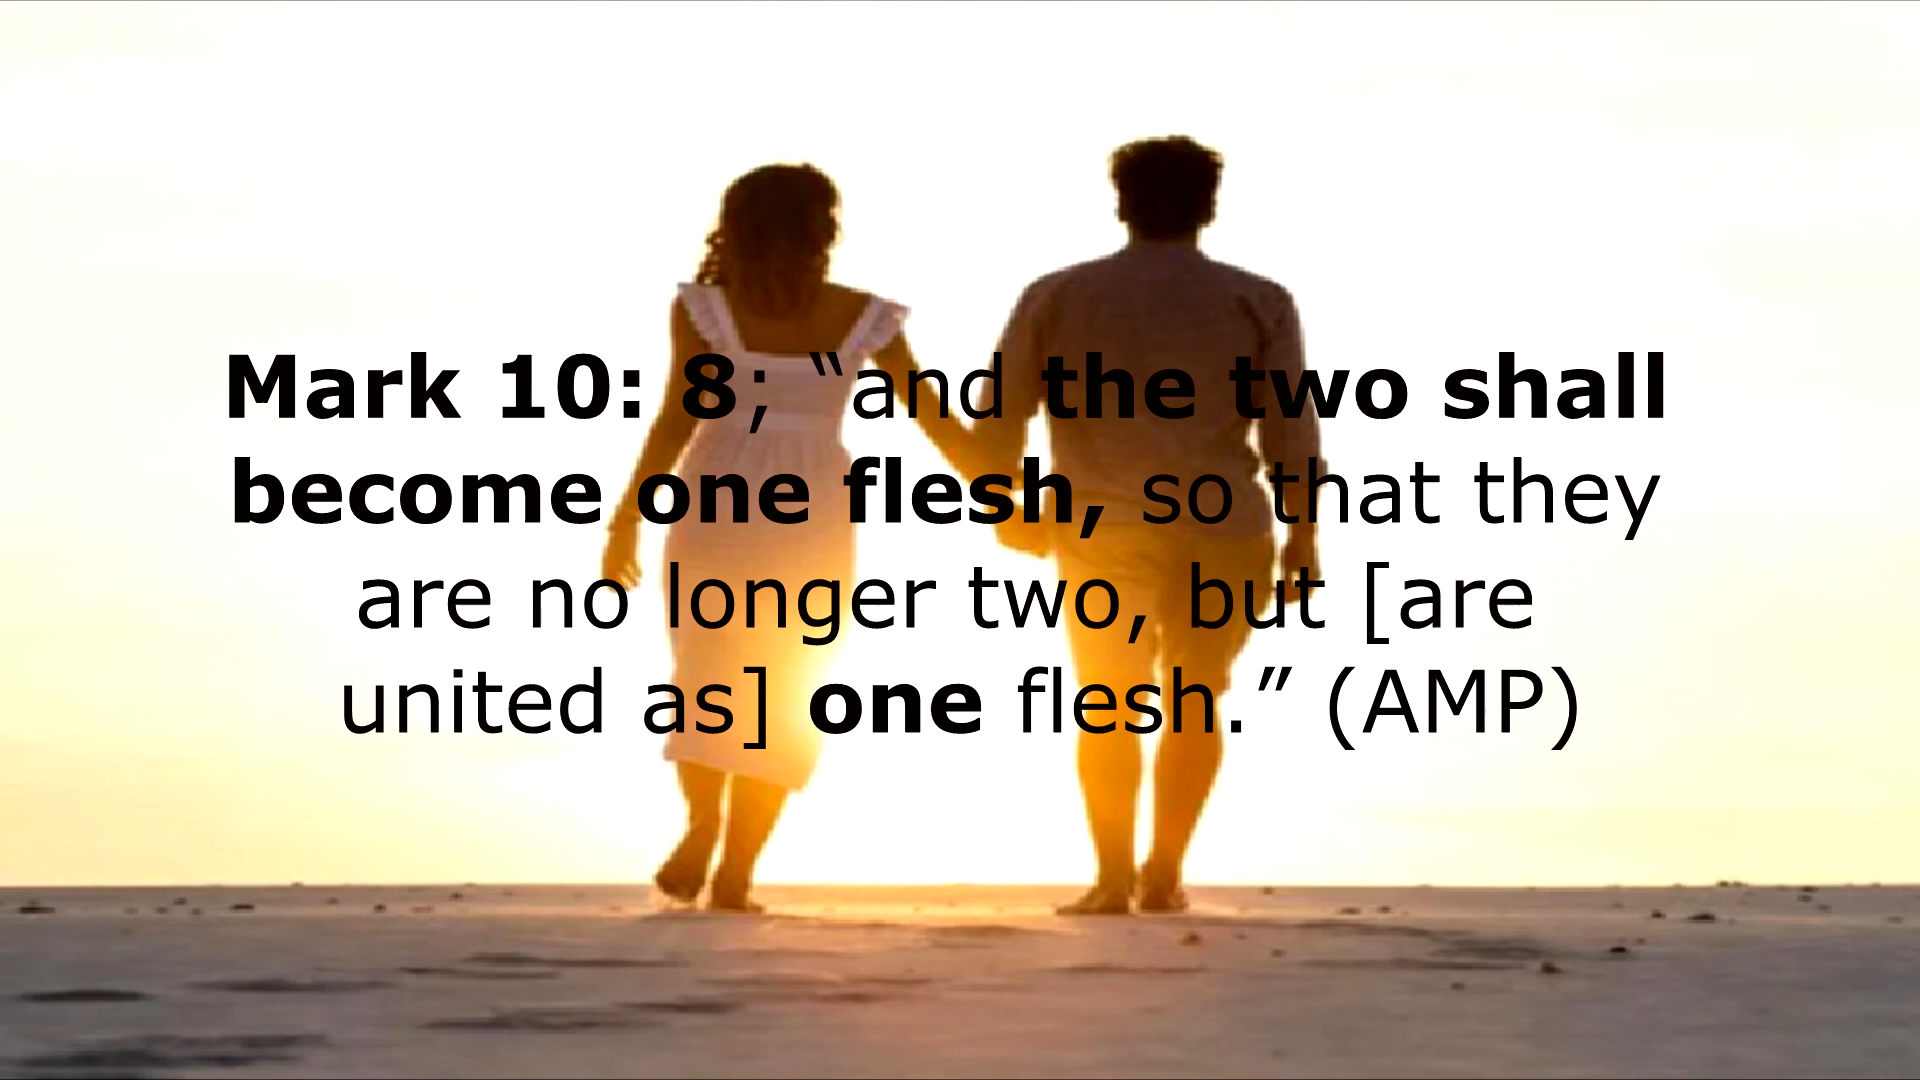 Mark 10: 8; “and the two shall
become one flesh, so that they
are no longer two, but [are
united as] one flesh.” (AMP)